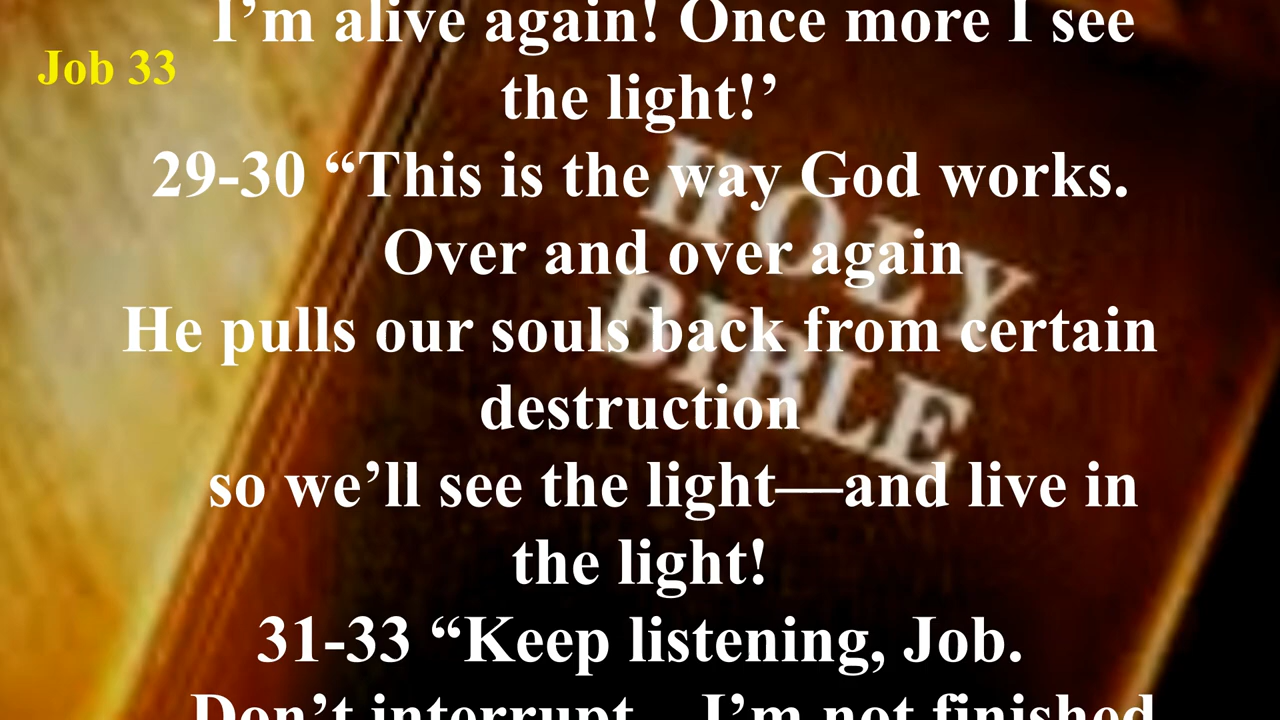 I’m alive again! Once more I see
Job 33
the light!’
29-30 “This is the way God works.
Over and over again
He pulls our souls back from certain
destruction
so we’ll see the light—and live in
the light!
31-33 “Keep listening, Job.
Don’t interrupt—I’m not finished
HOLY
BIBLE